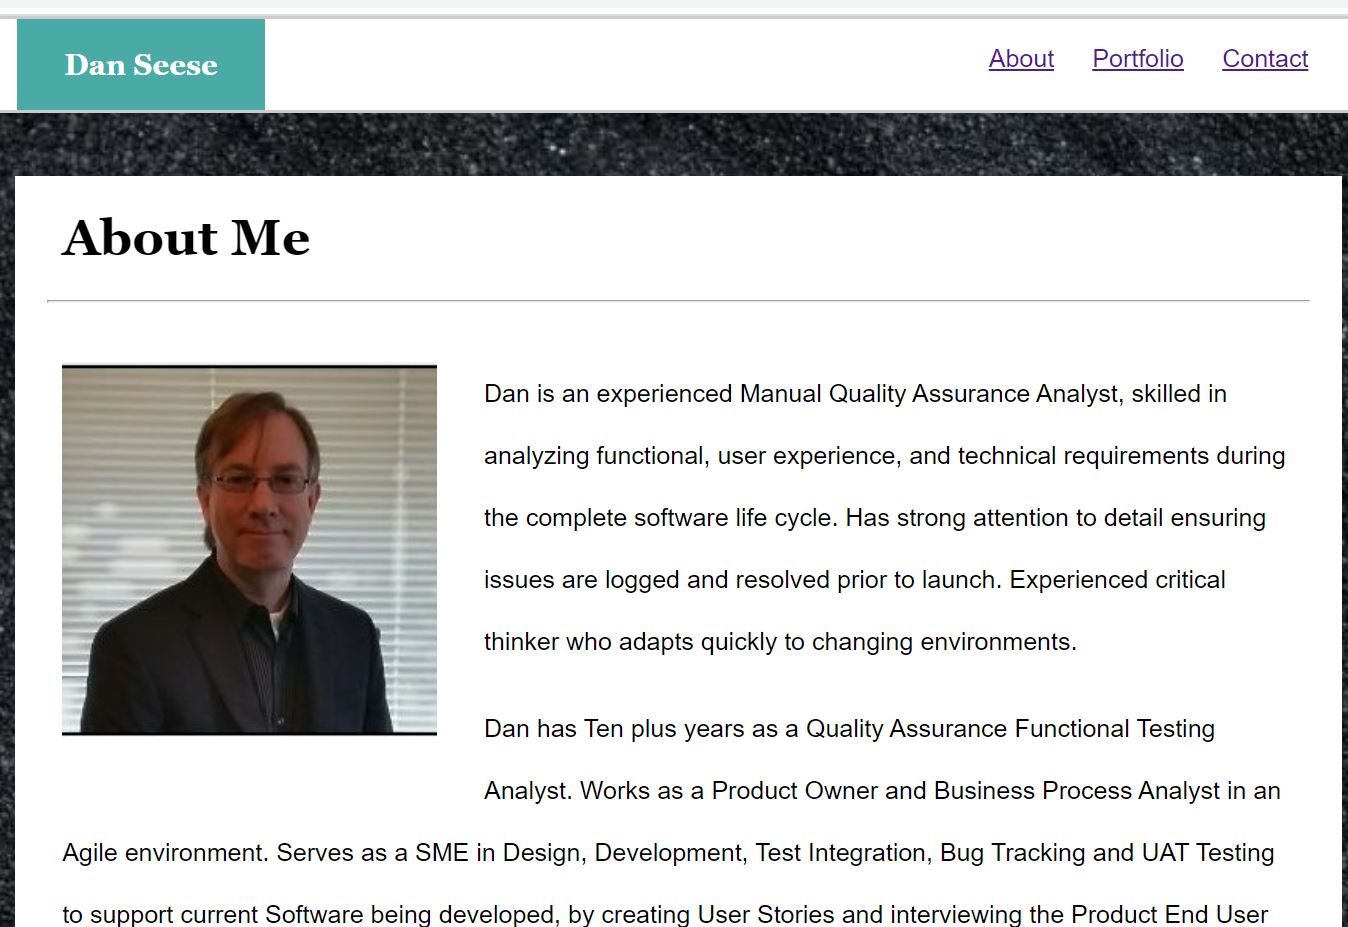 Dan Seese
About Portfolio Contact
About Me
Dan is an experienced Manual Quality Assurance Analyst, skilled in
analyzing functional, user experience, and technical requirements during
the complete software life cycle. Has strong attention to detail ensuring
issues are logged and resolved prior to launch. Experienced critical
thinker who adapts quickly to changing environments.
Dan has Ten plus years as a Quality Assurance Functional Testing
Analyst. Works as a Product Owner and Business Process Analyst in an
Agile environment. Serves as a SME in Design, Development, Test Integration, Bug Tracking and UAT Testing
to support current Software being developed, by creating User Stories and interviewing the Product End User